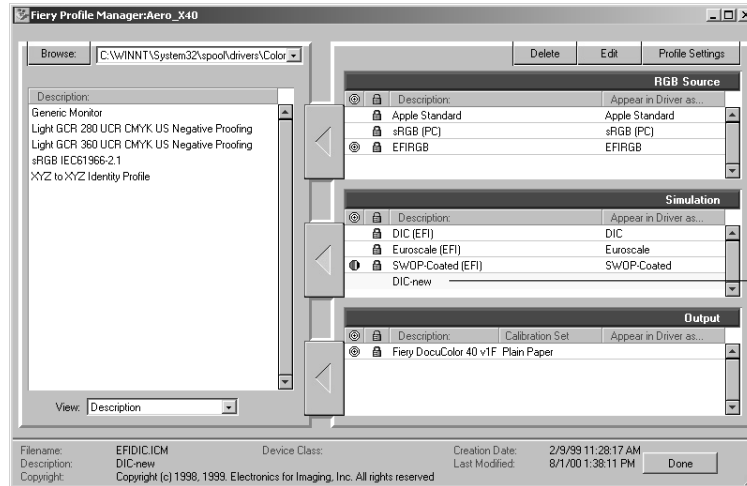 Fiery Profile Manager:Aero_X40
Browse: C:\WINNT\System32\spool\drivers\Color
Description:
Generic Monitor
Light GCR 280 UCR CMYK US Negative Proofing
Light GCR 360 UCR CMYK US Negative Proofing
sRGB IEC61966-2.1
XYZ to XYZ Identity Profile
View: Description
Delete Edit Profile Settings
RGB Source
Description: Appear in Driver as...
Apple Standard Apple Standard
sRGB (PC) sRGB (PC)
EFIRGB EFIRGB
Simulation
Description: Appear in Driver as...
DIC (EFI) DIC
Euroscale (EFI) Euroscale
SWOP-Coated (EFI) SWOP-Coated
DIC-new
Output
Description: Calibration Set Appear in Driver as...
Fiery DocuColor 40 v1F Plain Paper
Filename: EFIDIC.ICM Device Class: Creation Date: 2/9/99 11:28:17 AM
Description: DIC-new Last Modified: 8/1/00 1:38:11 PM
Copyright: Copyright (c) 1998, 1999. Electronics for Imaging, Inc. All rights reserved
Done